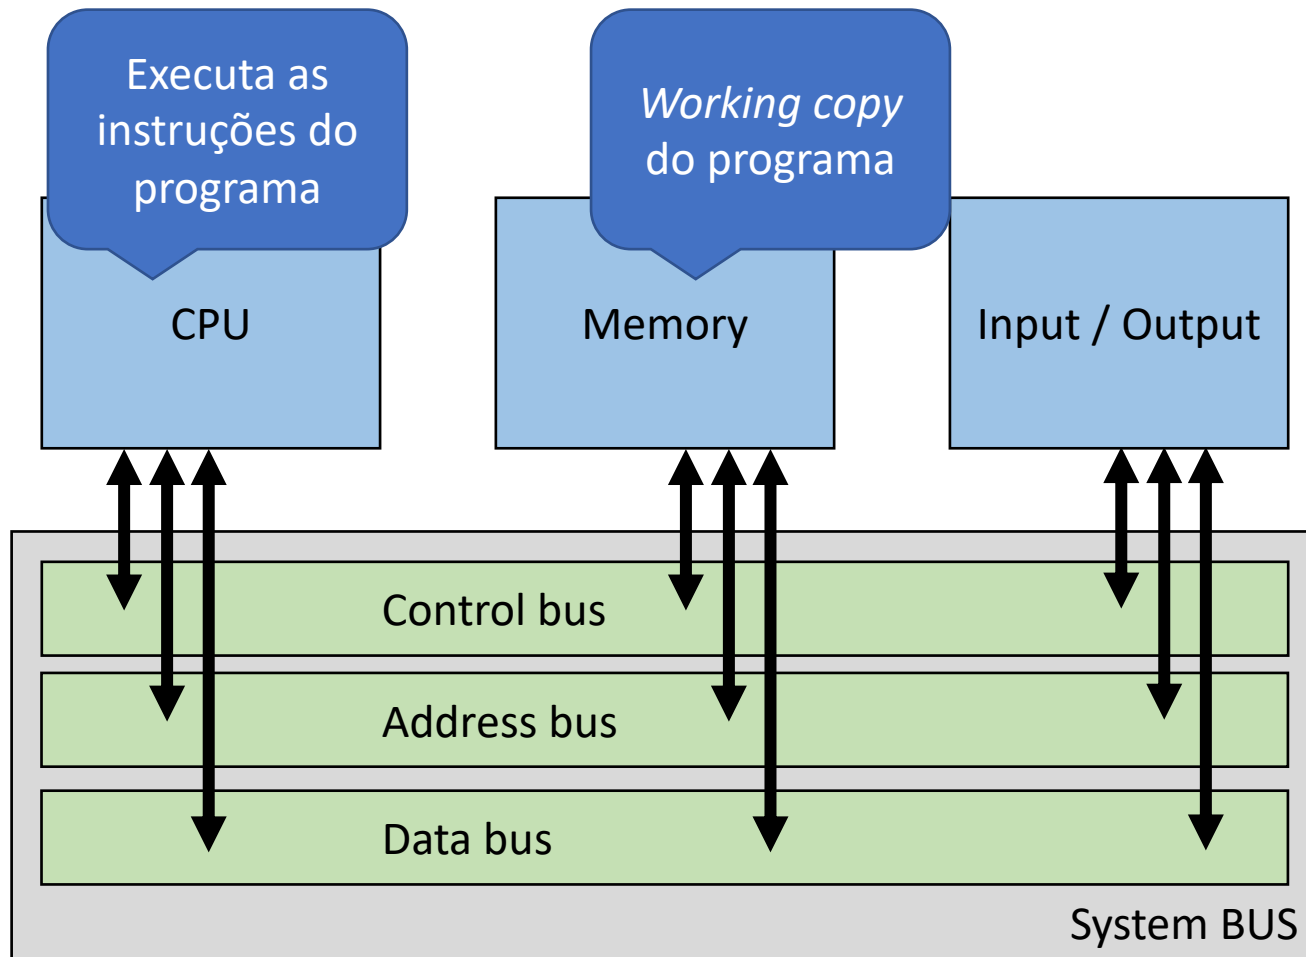 Executa as
instruções do
programa
Working copy
do programa
CPU
Memory
Input / Output
Control bus
Address bus
Data bus
System BUS